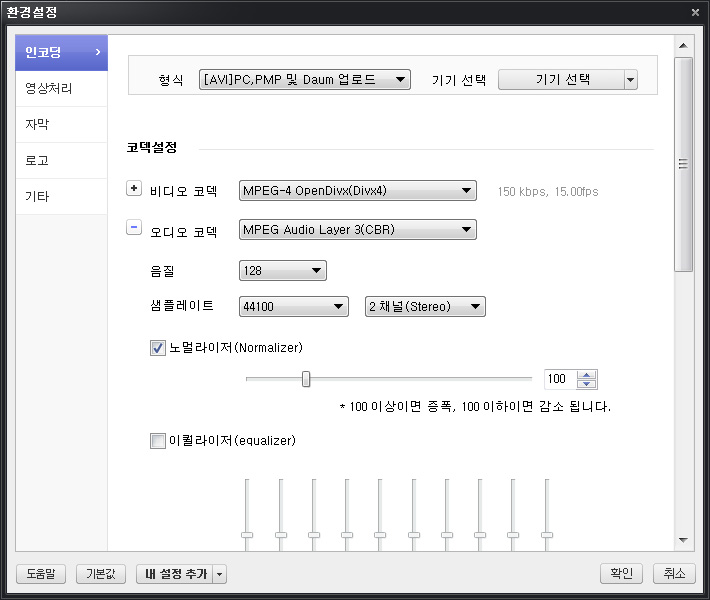 환경설정
인코딩
영상처리
자막
로고
기타
형식 [AVI]PC,PMP 및 Daum 업로드 기기 선택 기기 선택
코덱설정
비디오 코덱 MPEG-4 OpenDivx(Divx4) 150 kbps, 15.00fps
오디오 코덱 MPEG Audio Layer 3(CBR)
음질 128
샘플레이트 44100 2 채널(Stereo)
노멀라이저(Normalizer)
100
* 100 이상이면 증폭, 100 이하이면 감소 됩니다.
이퀄라이저(equalizer)
도움말 기본값 내 설정 추가 확인 취소